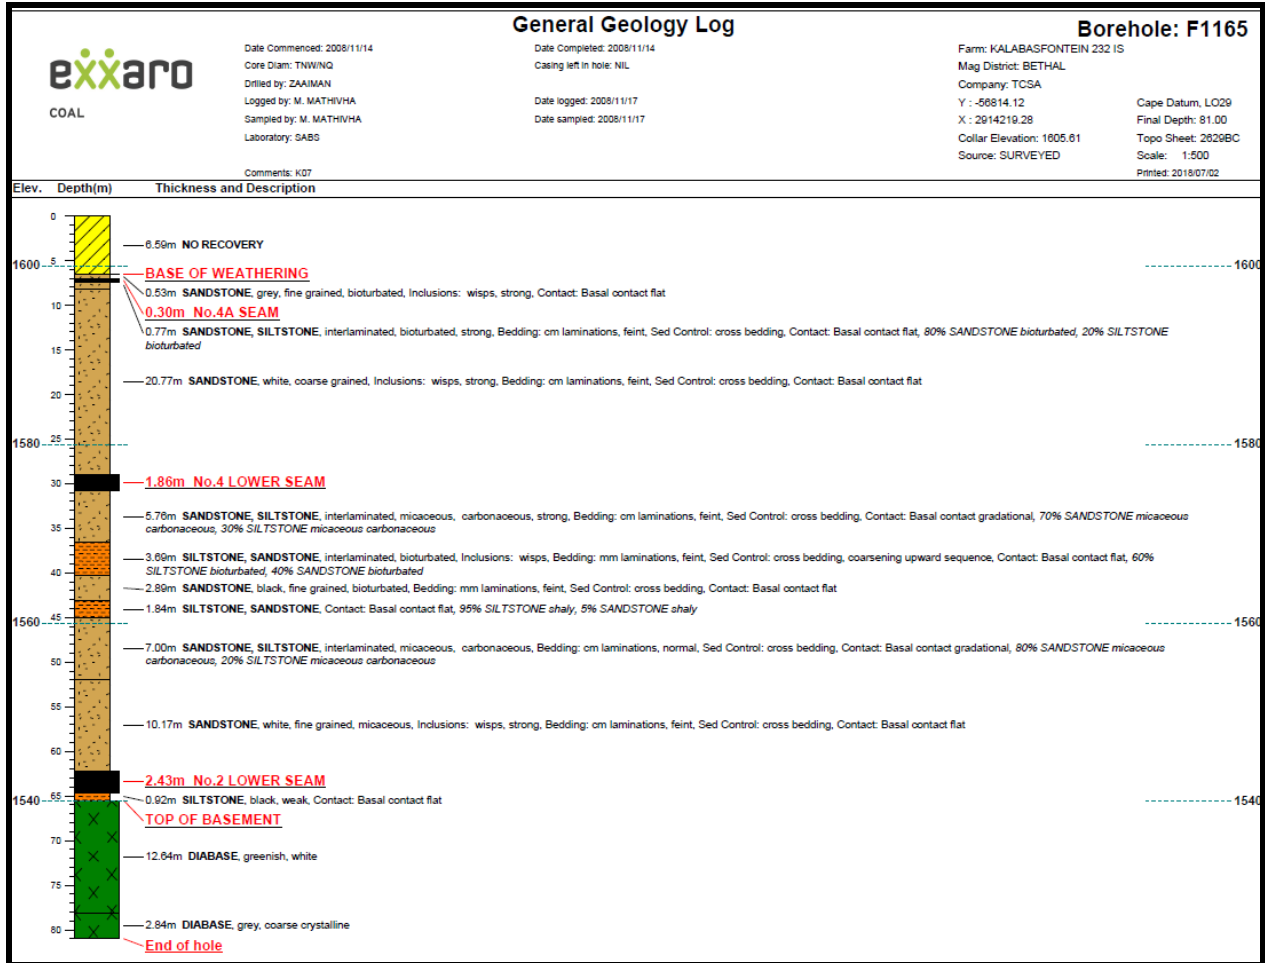 General Geology Log
Borehole: F1165
exxaro
COAL
Date Commenced: 2008/11/14
Core Diam: TNW/NQ
Drilled by: ZAAIMAN
Logged by: M. MATHIVHA
Sampled by: M. MATHIVHA
Laboratory: SABS
Comments: K07
Date Completed: 2008/11/14
Casing left in hole: NIL
Date logged: 2008/11/17
Date sampled: 2008/11/17
Farm: KALABASFONTEIN 232 IS
Mag District: BETHAL
Company: TCSA
Y : -56814.12 Cape Datum, LO29
X : 2914219.28 Final Depth: 81.00
Collar Elevation: 1605.61 Topo Sheet: 2629BC
Source: SURVEYED Scale: 1:500
Printed: 2018/07/02
Elev. Depth(m) Thickness and Description
0
6.59m NO RECOVERY
1600 5 1600
BASE OF WEATHERING
0.53m SANDSTONE, grey, fine grained, bioturbated, Inclusions: wisps, strong, Contact: Basal contact flat
10
0.30m No.4A SEAM
0.77m SANDSTONE, SILTSTONE, interlaminated, bioturbated, strong, Bedding: cm laminations, feint, Sed Control: cross bedding, Contact: Basal contact flat, 80% SANDSTONE bioturbated, 20% SILTSTONE
bioturbated
15
20.77m SANDSTONE, white, coarse grained, Inclusions: wisps, strong, Bedding: cm laminations, feint, Sed Control: cross bedding, Contact: Basal contact flat
20
1580 25 1580
30 1.86m No.4 LOWER SEAM
5.76m SANDSTONE, SILTSTONE, interlaminated, micaceous, carbonaceous, strong, Bedding: cm laminations, feint, Sed Control: cross bedding, Contact: Basal contact gradational, 70% SANDSTONE micaceous
carbonaceous, 30% SILTSTONE micaceous carbonaceous
35
3.69m SILTSTONE, SANDSTONE, interlaminated, bioturbated, Inclusions: wisps, Bedding: mm laminations, feint, Sed Control: cross bedding, coarsening upward sequence, Contact: Basal contact flat, 60%
SILTSTONE bioturbated, 40% SANDSTONE bioturbated
40
2.89m SANDSTONE, black, fine grained, bioturbated, Bedding: mm laminations, feint, Sed Control: cross bedding, Contact: Basal contact flat
1.84m SILTSTONE, SANDSTONE, Contact: Basal contact flat, 95% SILTSTONE shaly, 5% SANDSTONE shaly
1560 45 1560
7.00m SANDSTONE, SILTSTONE, interlaminated, micaceous, carbonaceous, Bedding: cm laminations, normal, Sed Control: cross bedding, Contact: Basal contact gradational, 80% SANDSTONE micaceous
carbonaceous, 20% SILTSTONE micaceous carbonaceous
50
55
10.17m SANDSTONE, white, fine grained, micaceous, Inclusions: wisps, strong, Bedding: cm laminations, feint, Sed Control: cross bedding, Contact: Basal contact flat
60
2.43m No.2 LOWER SEAM
1540 65 0.92m SILTSTONE, black, weak, Contact: Basal contact flat 1540
TOP OF BASEMENT
70
12.64m DIABASE, greenish, white
75
2.84m DIABASE, grey, coarse crystalline
80
End of hole